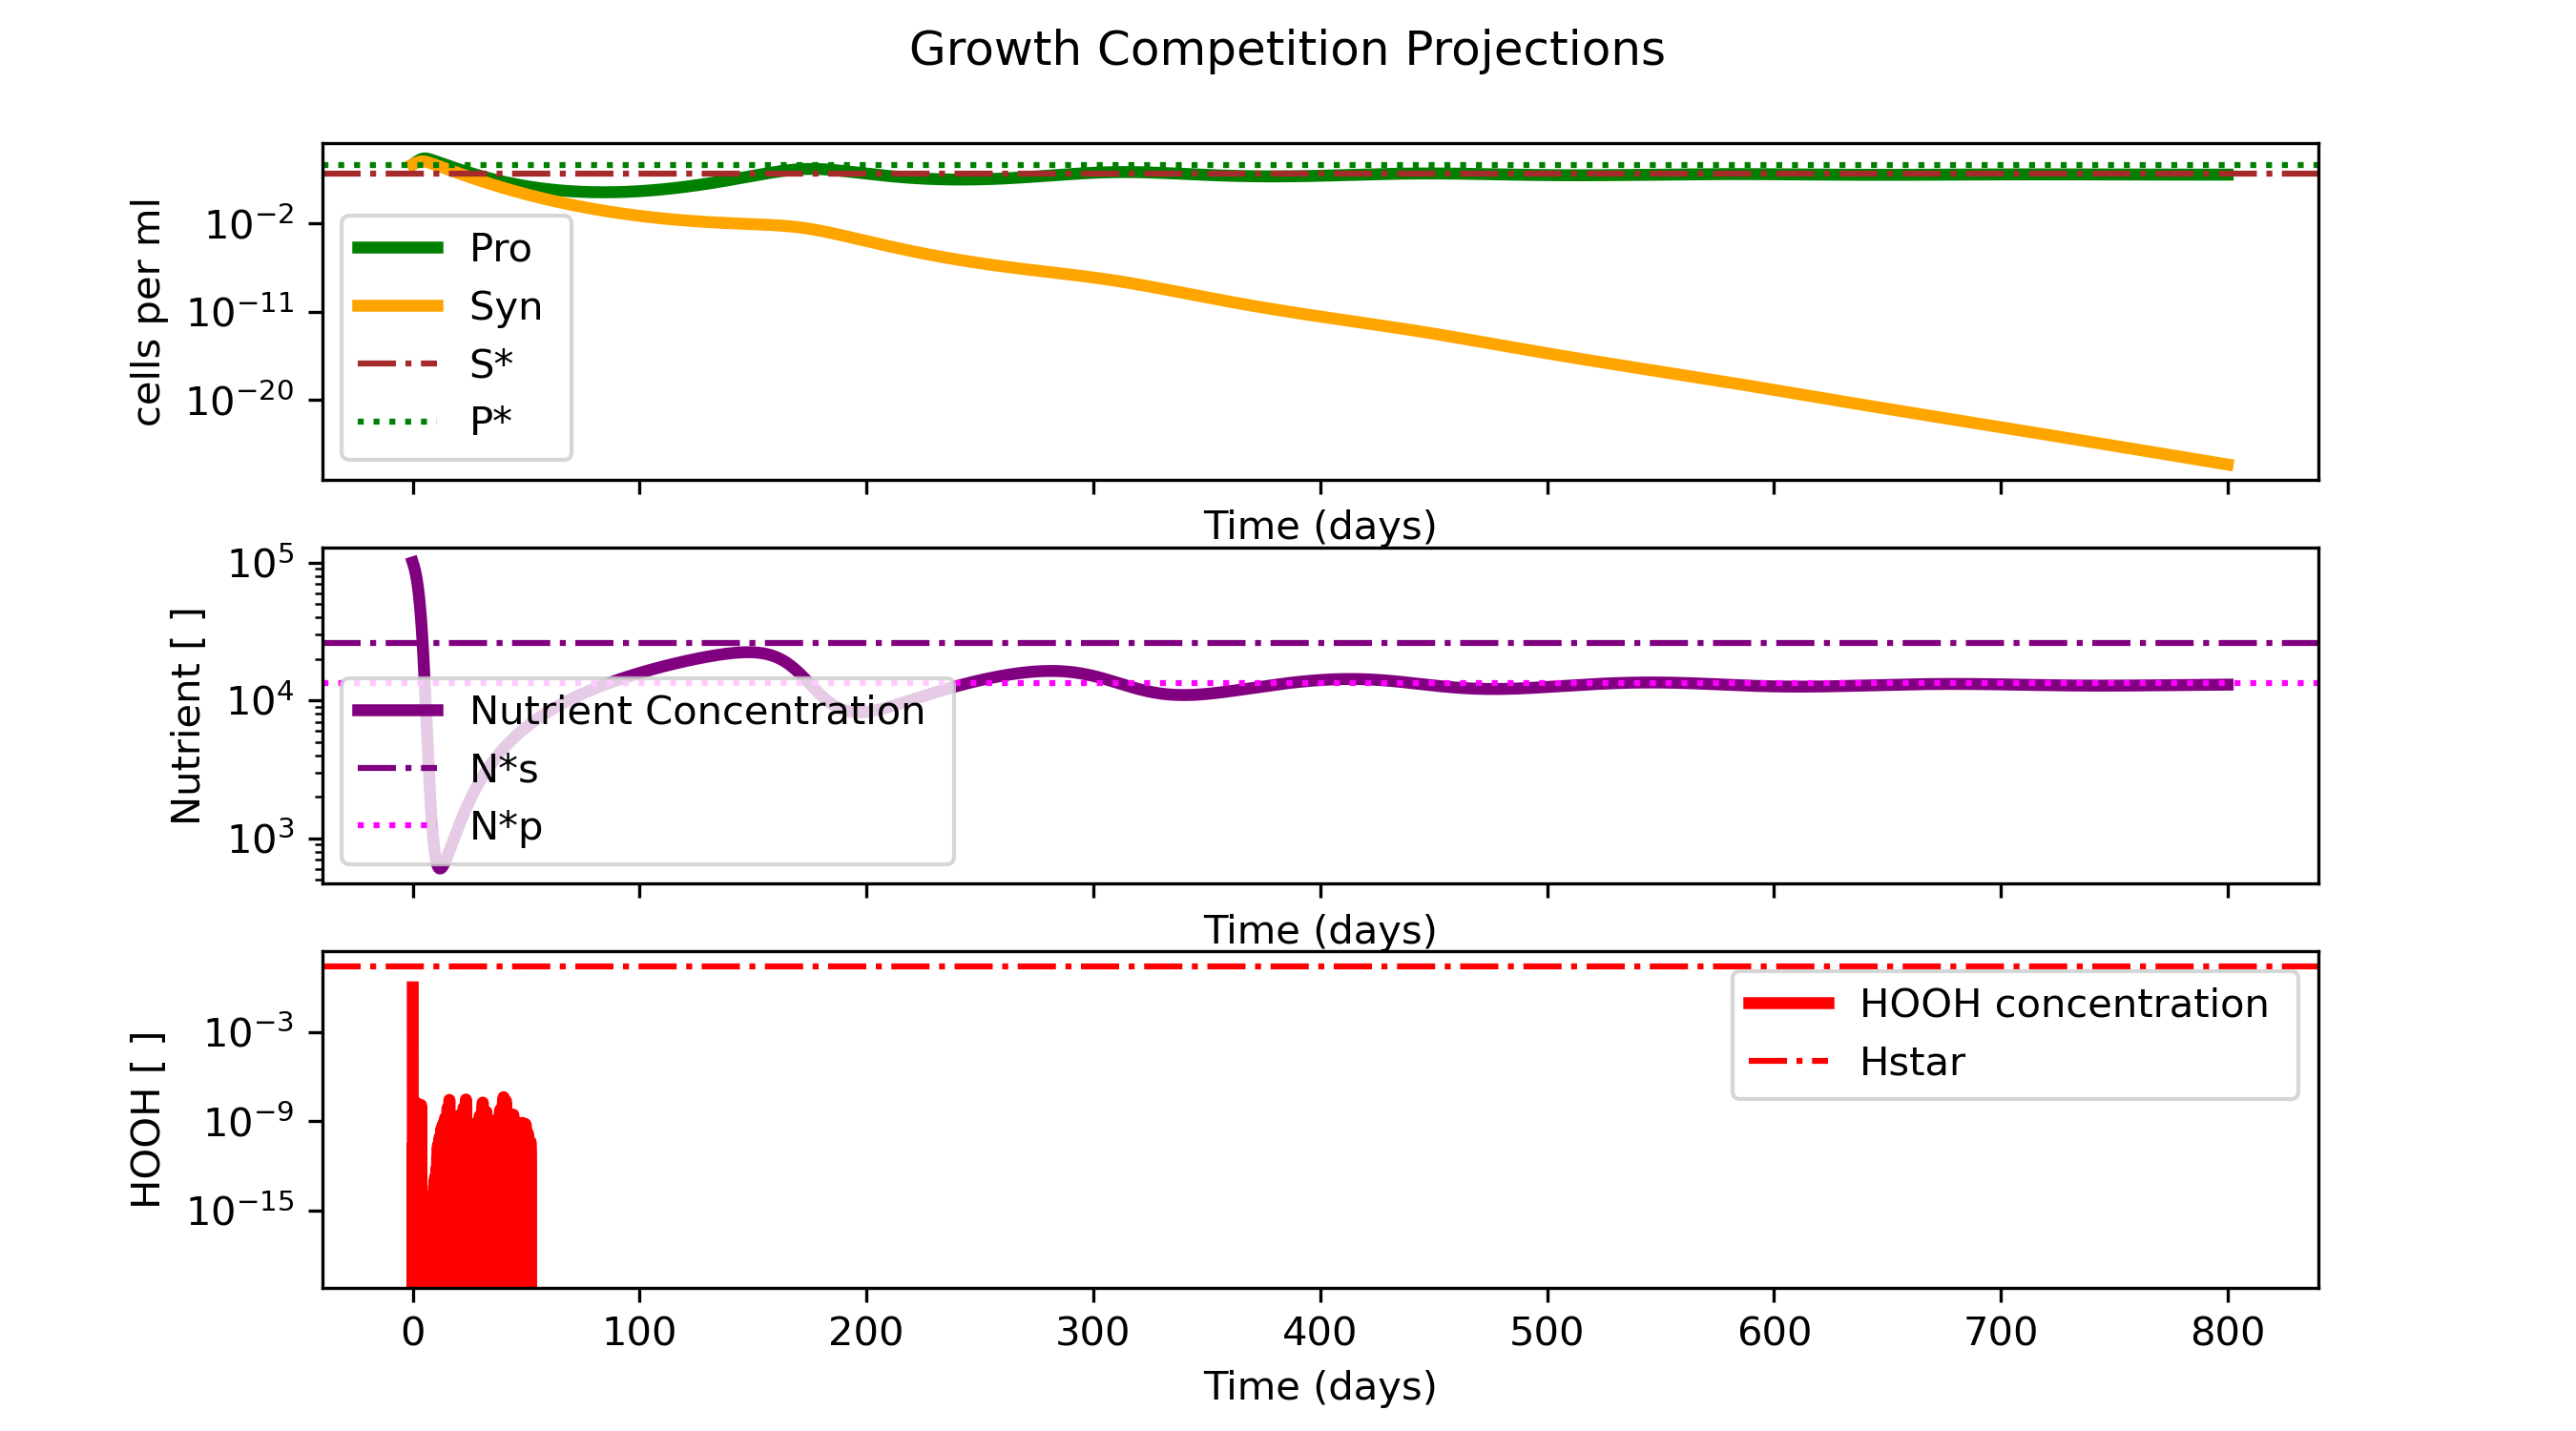 Growth Competition Projections
cells per ml
10⁻²
10⁻¹¹
10⁻²⁰
Pro
Syn
S*
P*
Time (days)
Nutrient [ ]
10⁵
10⁴
10³
Nutrient Concentration
N*s
N*p
Time (days)
HOOH [ ]
10⁻³
10⁻⁹
10⁻¹⁵
HOOH concentration
Hstar
0 100 200 300 400 500 600 700 800
Time (days)